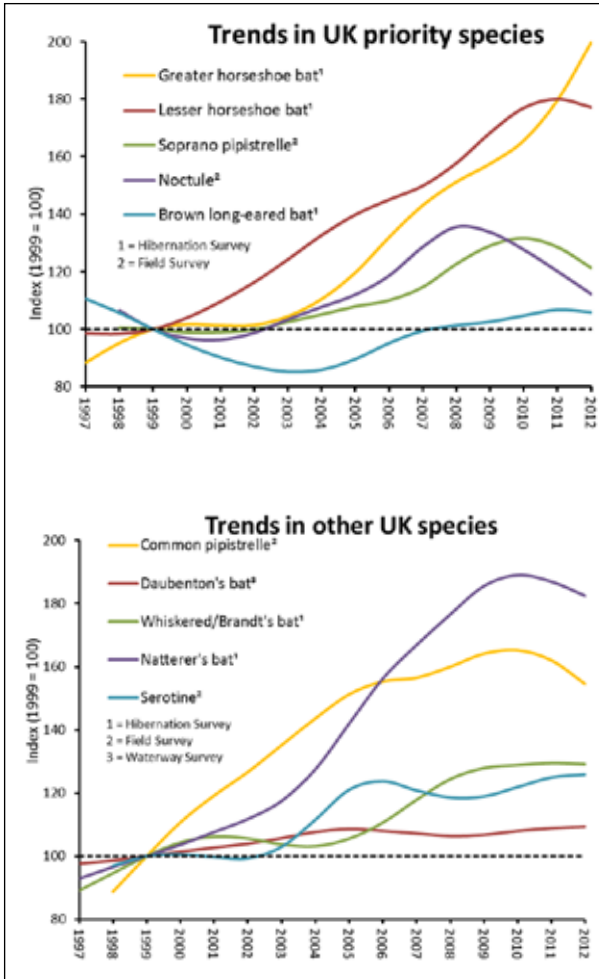 Trends in UK priority species
200
180
160
140
120
100
80
Index (1999 = 100)
Greater horseshoe bat¹
Lesser horseshoe bat¹
Soprano pipistrelle²
Noctule²
Brown long-eared bat¹
1 = Hibernation Survey
2 = Field Survey
1997
1998
1999
2000
2001
2002
2003
2004
2005
2006
2007
2008
2009
2010
2011
2012
Trends in other UK species
200
180
160
140
120
100
80
Index (1999 = 100)
Common pipistrelle²
Daubenton's bat³
Whiskered/Brandt's bat¹
Natterer's bat¹
Serotine²
1 = Hibernation Survey
2 = Field Survey
3 = Waterway Survey
1997
1998
1999
2000
2001
2002
2003
2004
2005
2006
2007
2008
2009
2010
2011
2012